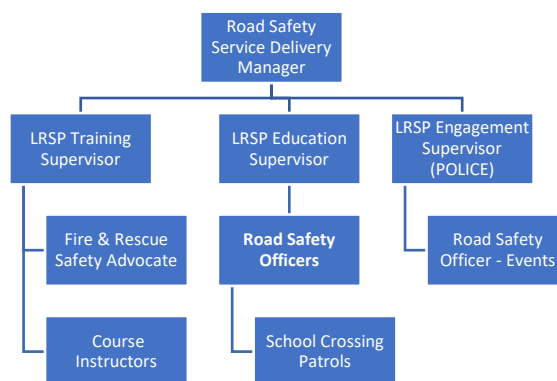 Road Safety
Service Delivery
Manager
LRSP Training
Supervisor
LRSP Education
Supervisor
LRSP Engagement
Supervisor
(POLICE)
Fire & Rescue
Safety Advocate
Road Safety
Officers
Road Safety
Officer - Events
Course
Instructors
School Crossing
Patrols